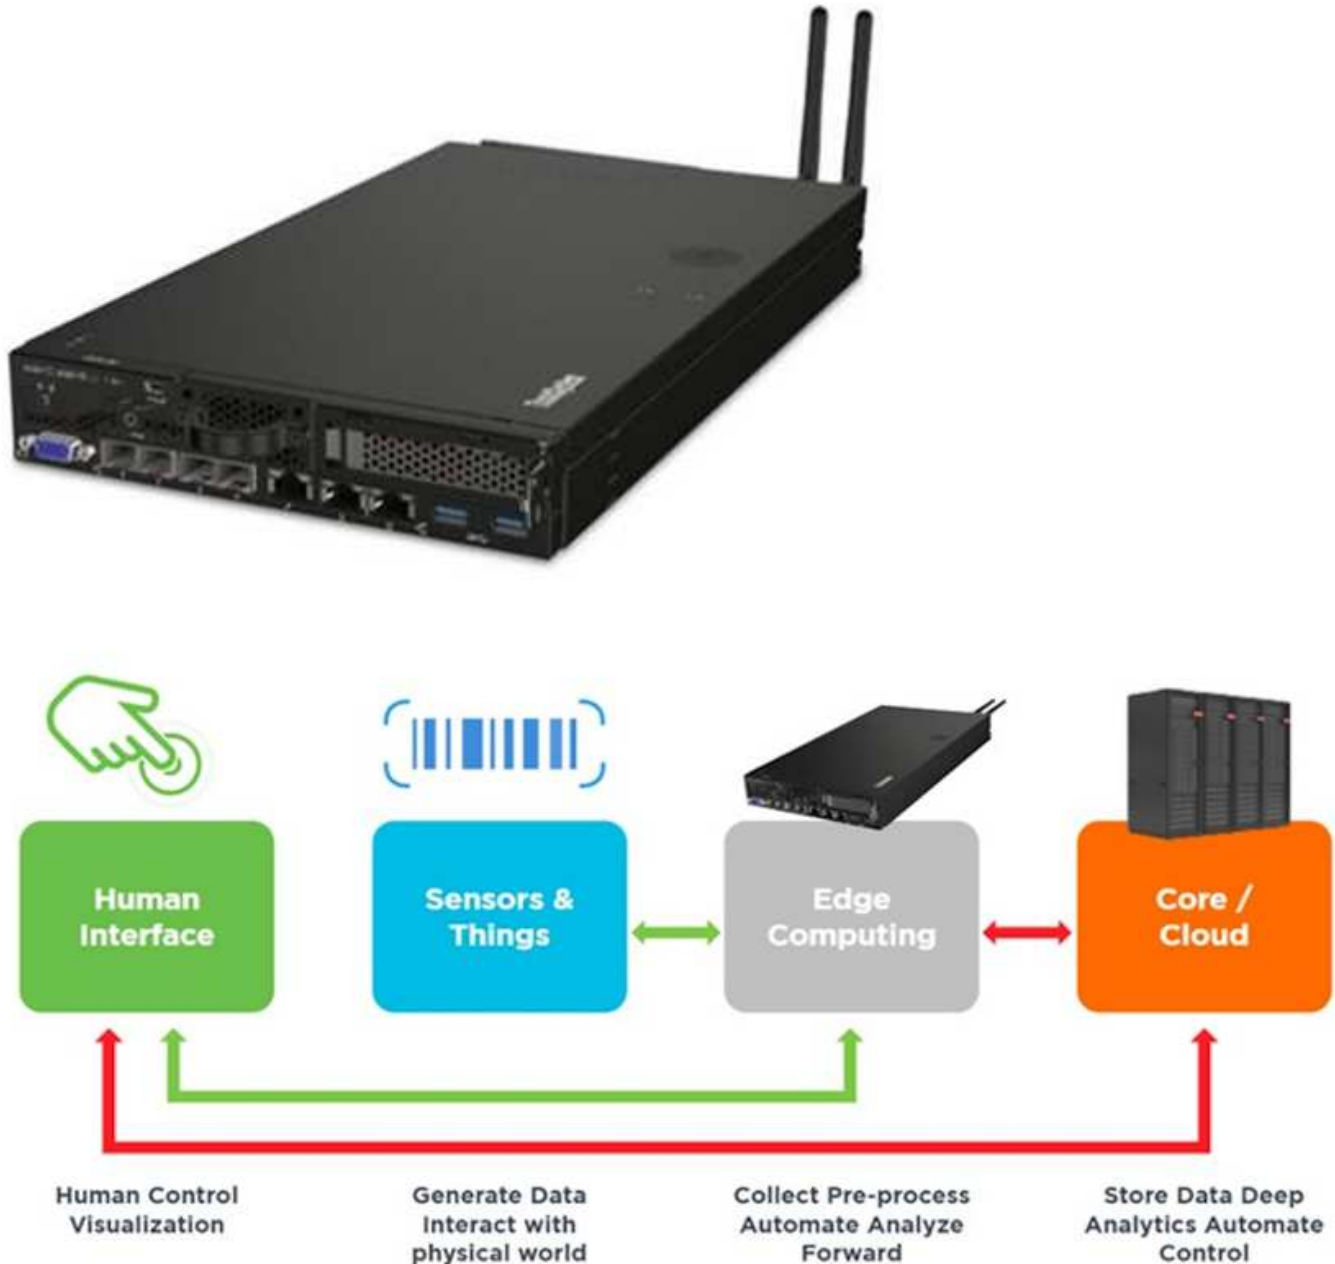 Human
Interface
Sensors &
Things
Edge
Computing
Core /
Cloud
Human Control
Visualization
Generate Data
Interact with
physical world
Collect Pre-process
Automate Analyze
Forward
Store Data Deep
Analytics Automate
Control